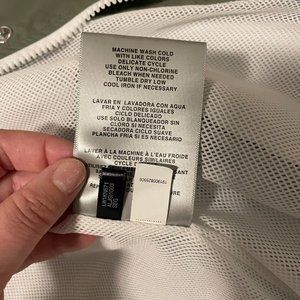 MACHINE WASH COLD
WITH LIKE COLORS
DELICATE CYCLE
USE ONLY NON-CHLORINE
BLEACH WHEN NEEDED
TUMBLE DRY LOW
COOL IRON IF NECESSARY
LAVAR EN LAVADORA CON AQUA
FRIA Y COLORES IGUALES
CICLO DELICADO
USE SOLO BLANQUEADOR SIN
CLORO SI NECESITA
SECADORA CICLO SUAVE
PLANCHA FRIA SI ES NECESARIO
LAVER À LA MACHINE À L'EAU FROIDE
AVEC COULEURS SIMILAIRES
CYCLE